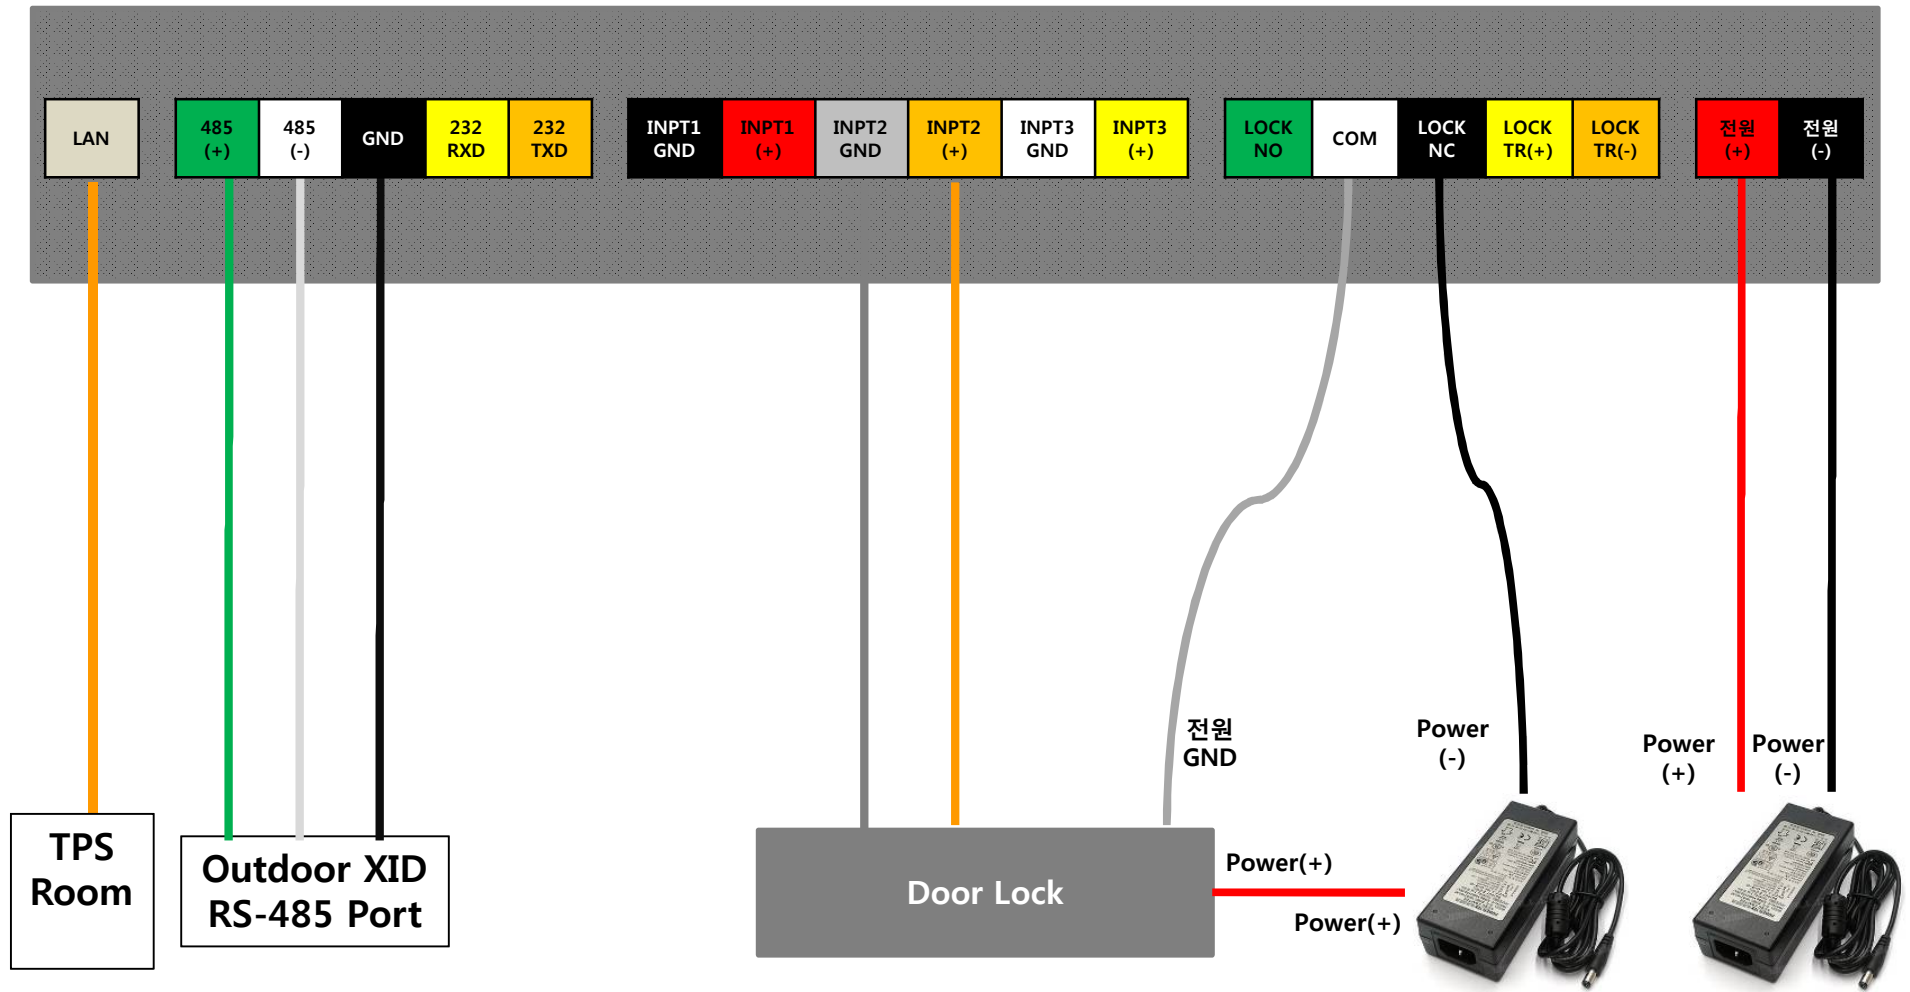 LAN
485
(+)
485
(-)
GND
232
RXD
232
TXD
INPT1
GND
INPT1
(+)
INPT2
GND
INPT2
(+)
INPT3
GND
INPT3
(+)
LOCK
NO
COM
LOCK
NC
LOCK
TR(+)
LOCK
TR(-)
전원
(+)
전원
(-)
전원
GND
Power
(-)
Power
(+)
Power
(-)
TPS
Room
Outdoor XID
RS-485 Port
Door Lock
Power(+)
Power(+)